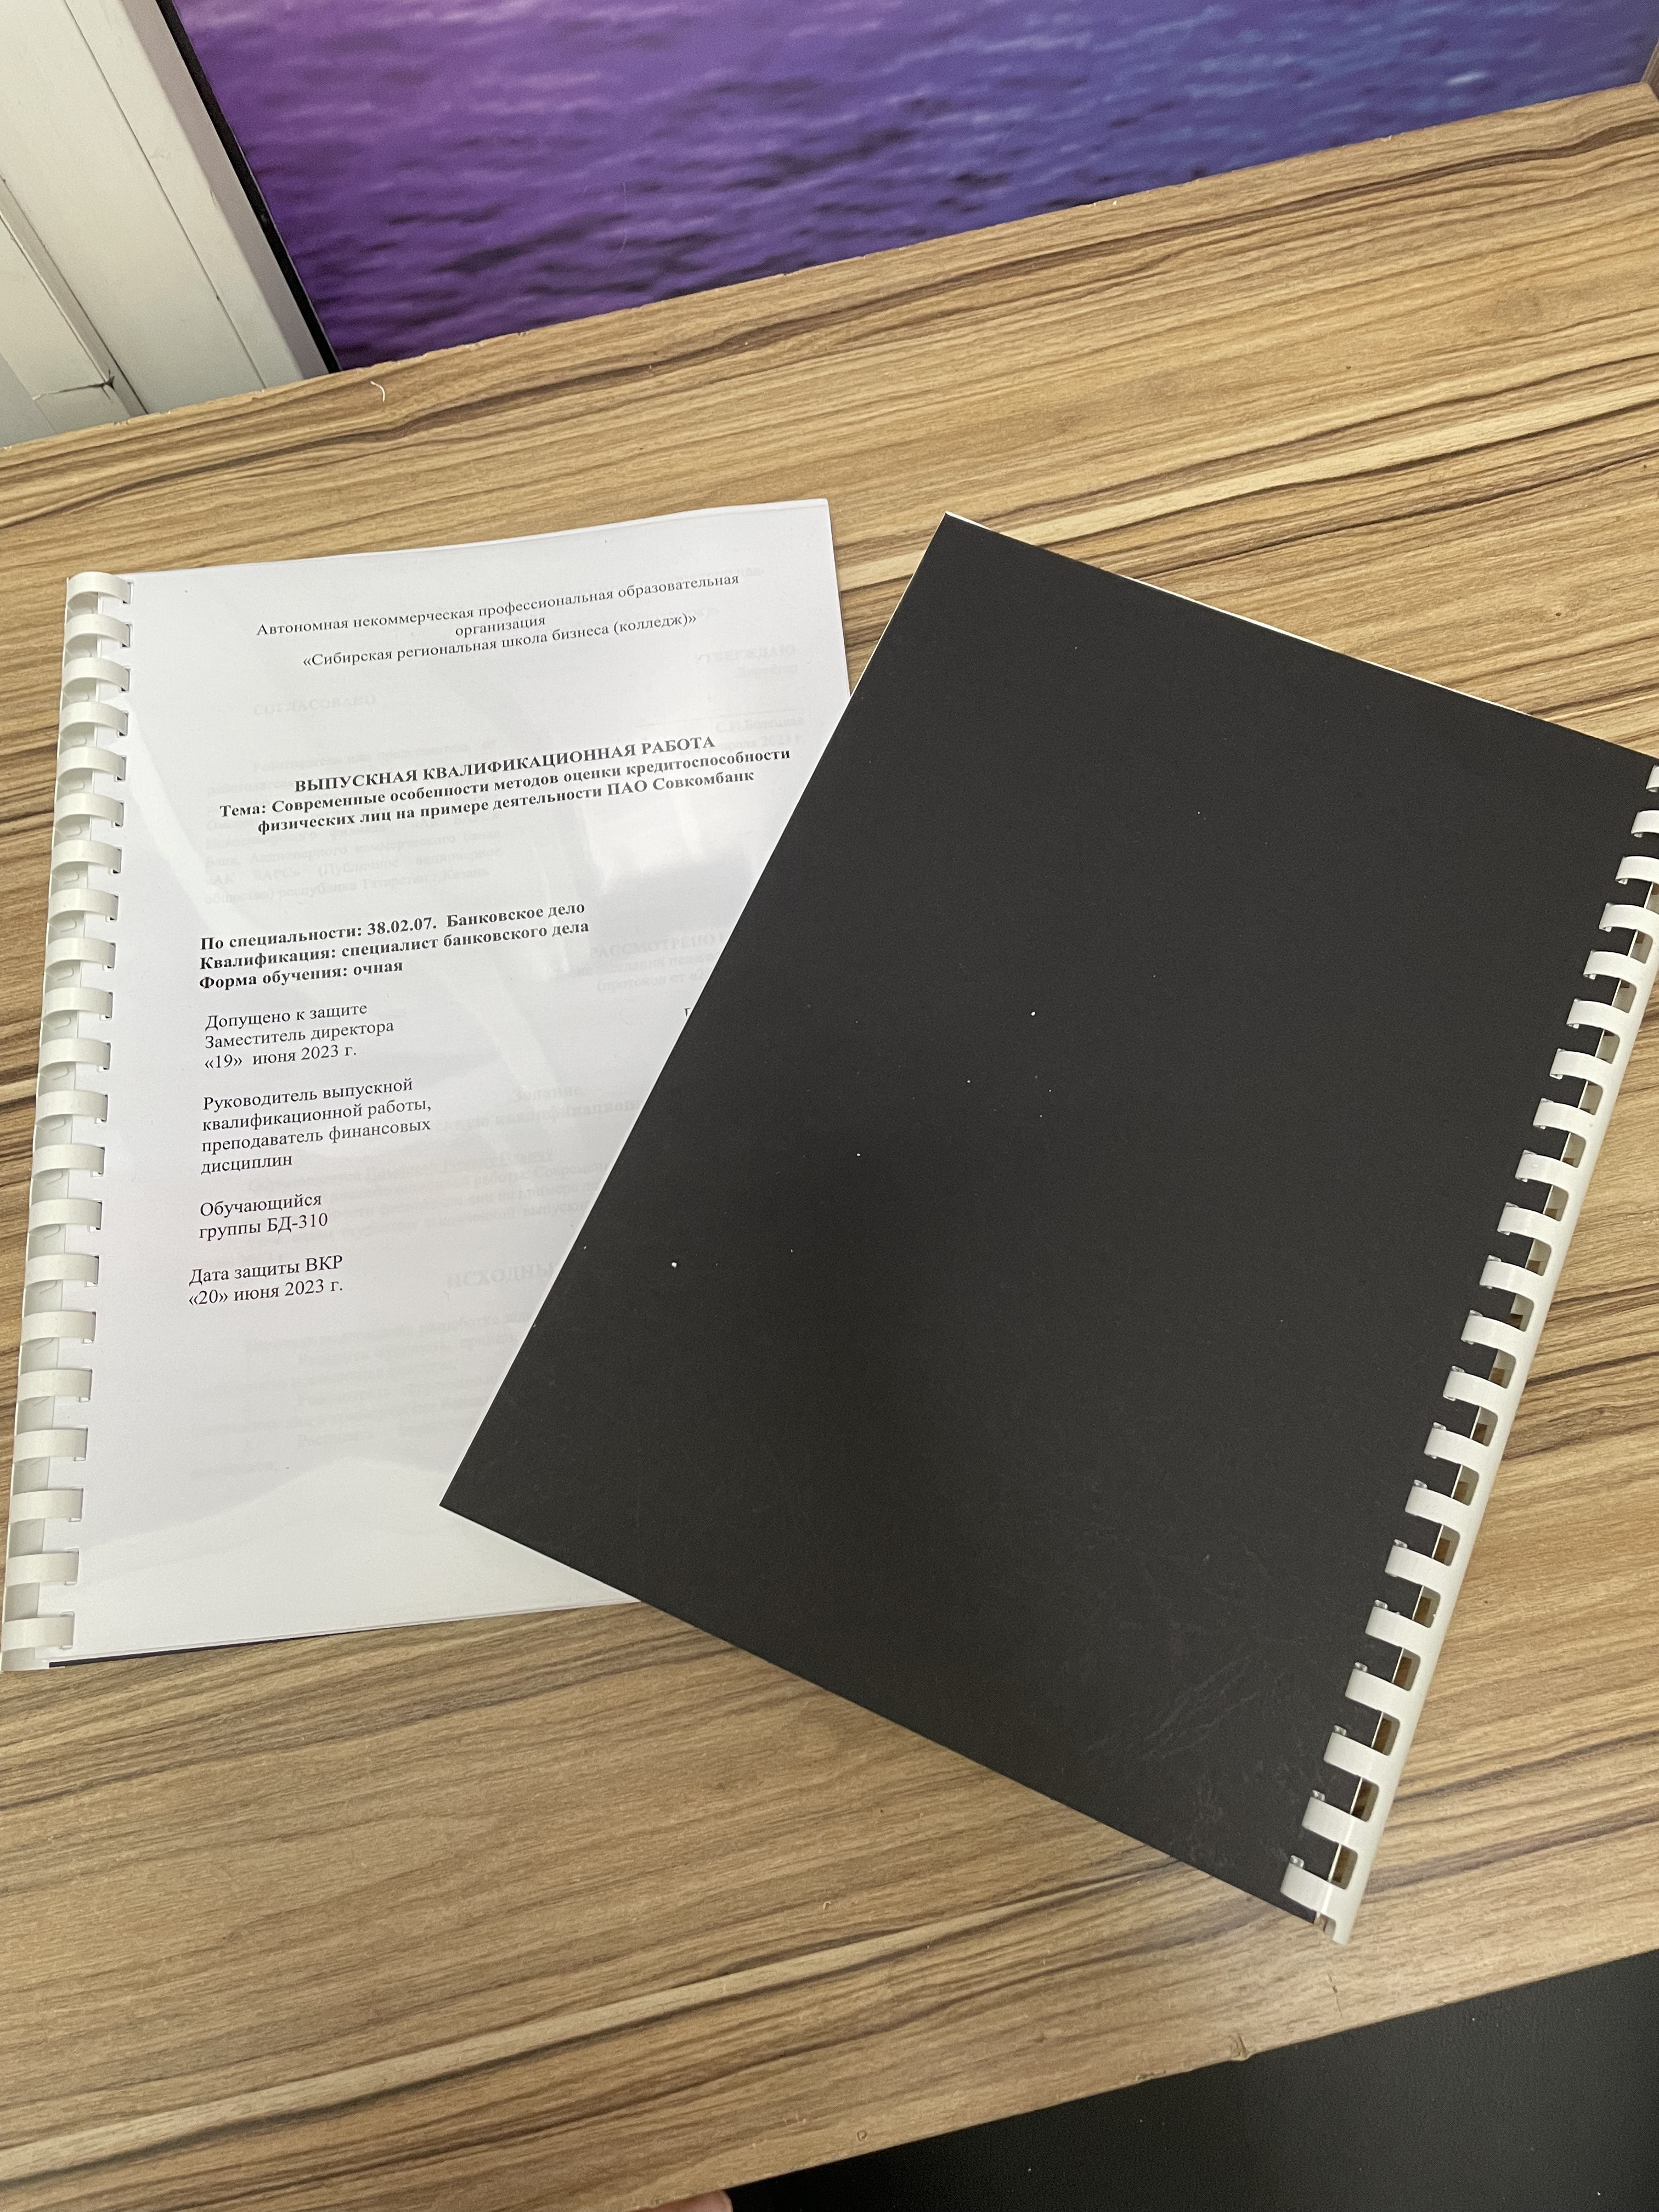 Автономная некоммерческая профессиональная образовательная
организация
«Сибирская региональная школа бизнеса (колледж)»
ВЫПУСКНАЯ КВАЛИФИКАЦИОННАЯ РАБОТА
Тема: Современные особенности методов оценки кредитоспособности
физических лиц на примере деятельности ПАО Совкомбанк
По специальности: 38.02.07. Банковское дело
Квалификация: специалист банковского дела
Форма обучения: очная
Допущено к защите
Заместитель директора
«19» июня 2023 г.
Руководитель выпускной
квалификационной работы,
преподаватель финансовых
дисциплин
Обучающийся
группы БД-310
Дата защиты ВКР
«20» июня 2023 г.